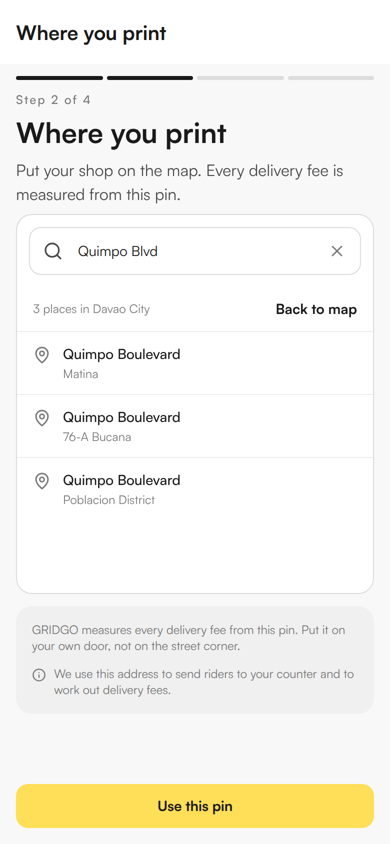 Where you print
Step 2 of 4
Where you print
Put your shop on the map. Every delivery fee is
measured from this pin.
Quimpo Blvd
3 places in Davao City
Back to map
Quimpo Boulevard
Matina
Quimpo Boulevard
76-A Bucana
Quimpo Boulevard
Poblacion District
GRIDGO measures every delivery fee from this pin. Put it on
your own door, not on the street corner.
We use this address to send riders to your counter and to
work out delivery fees.
Use this pin